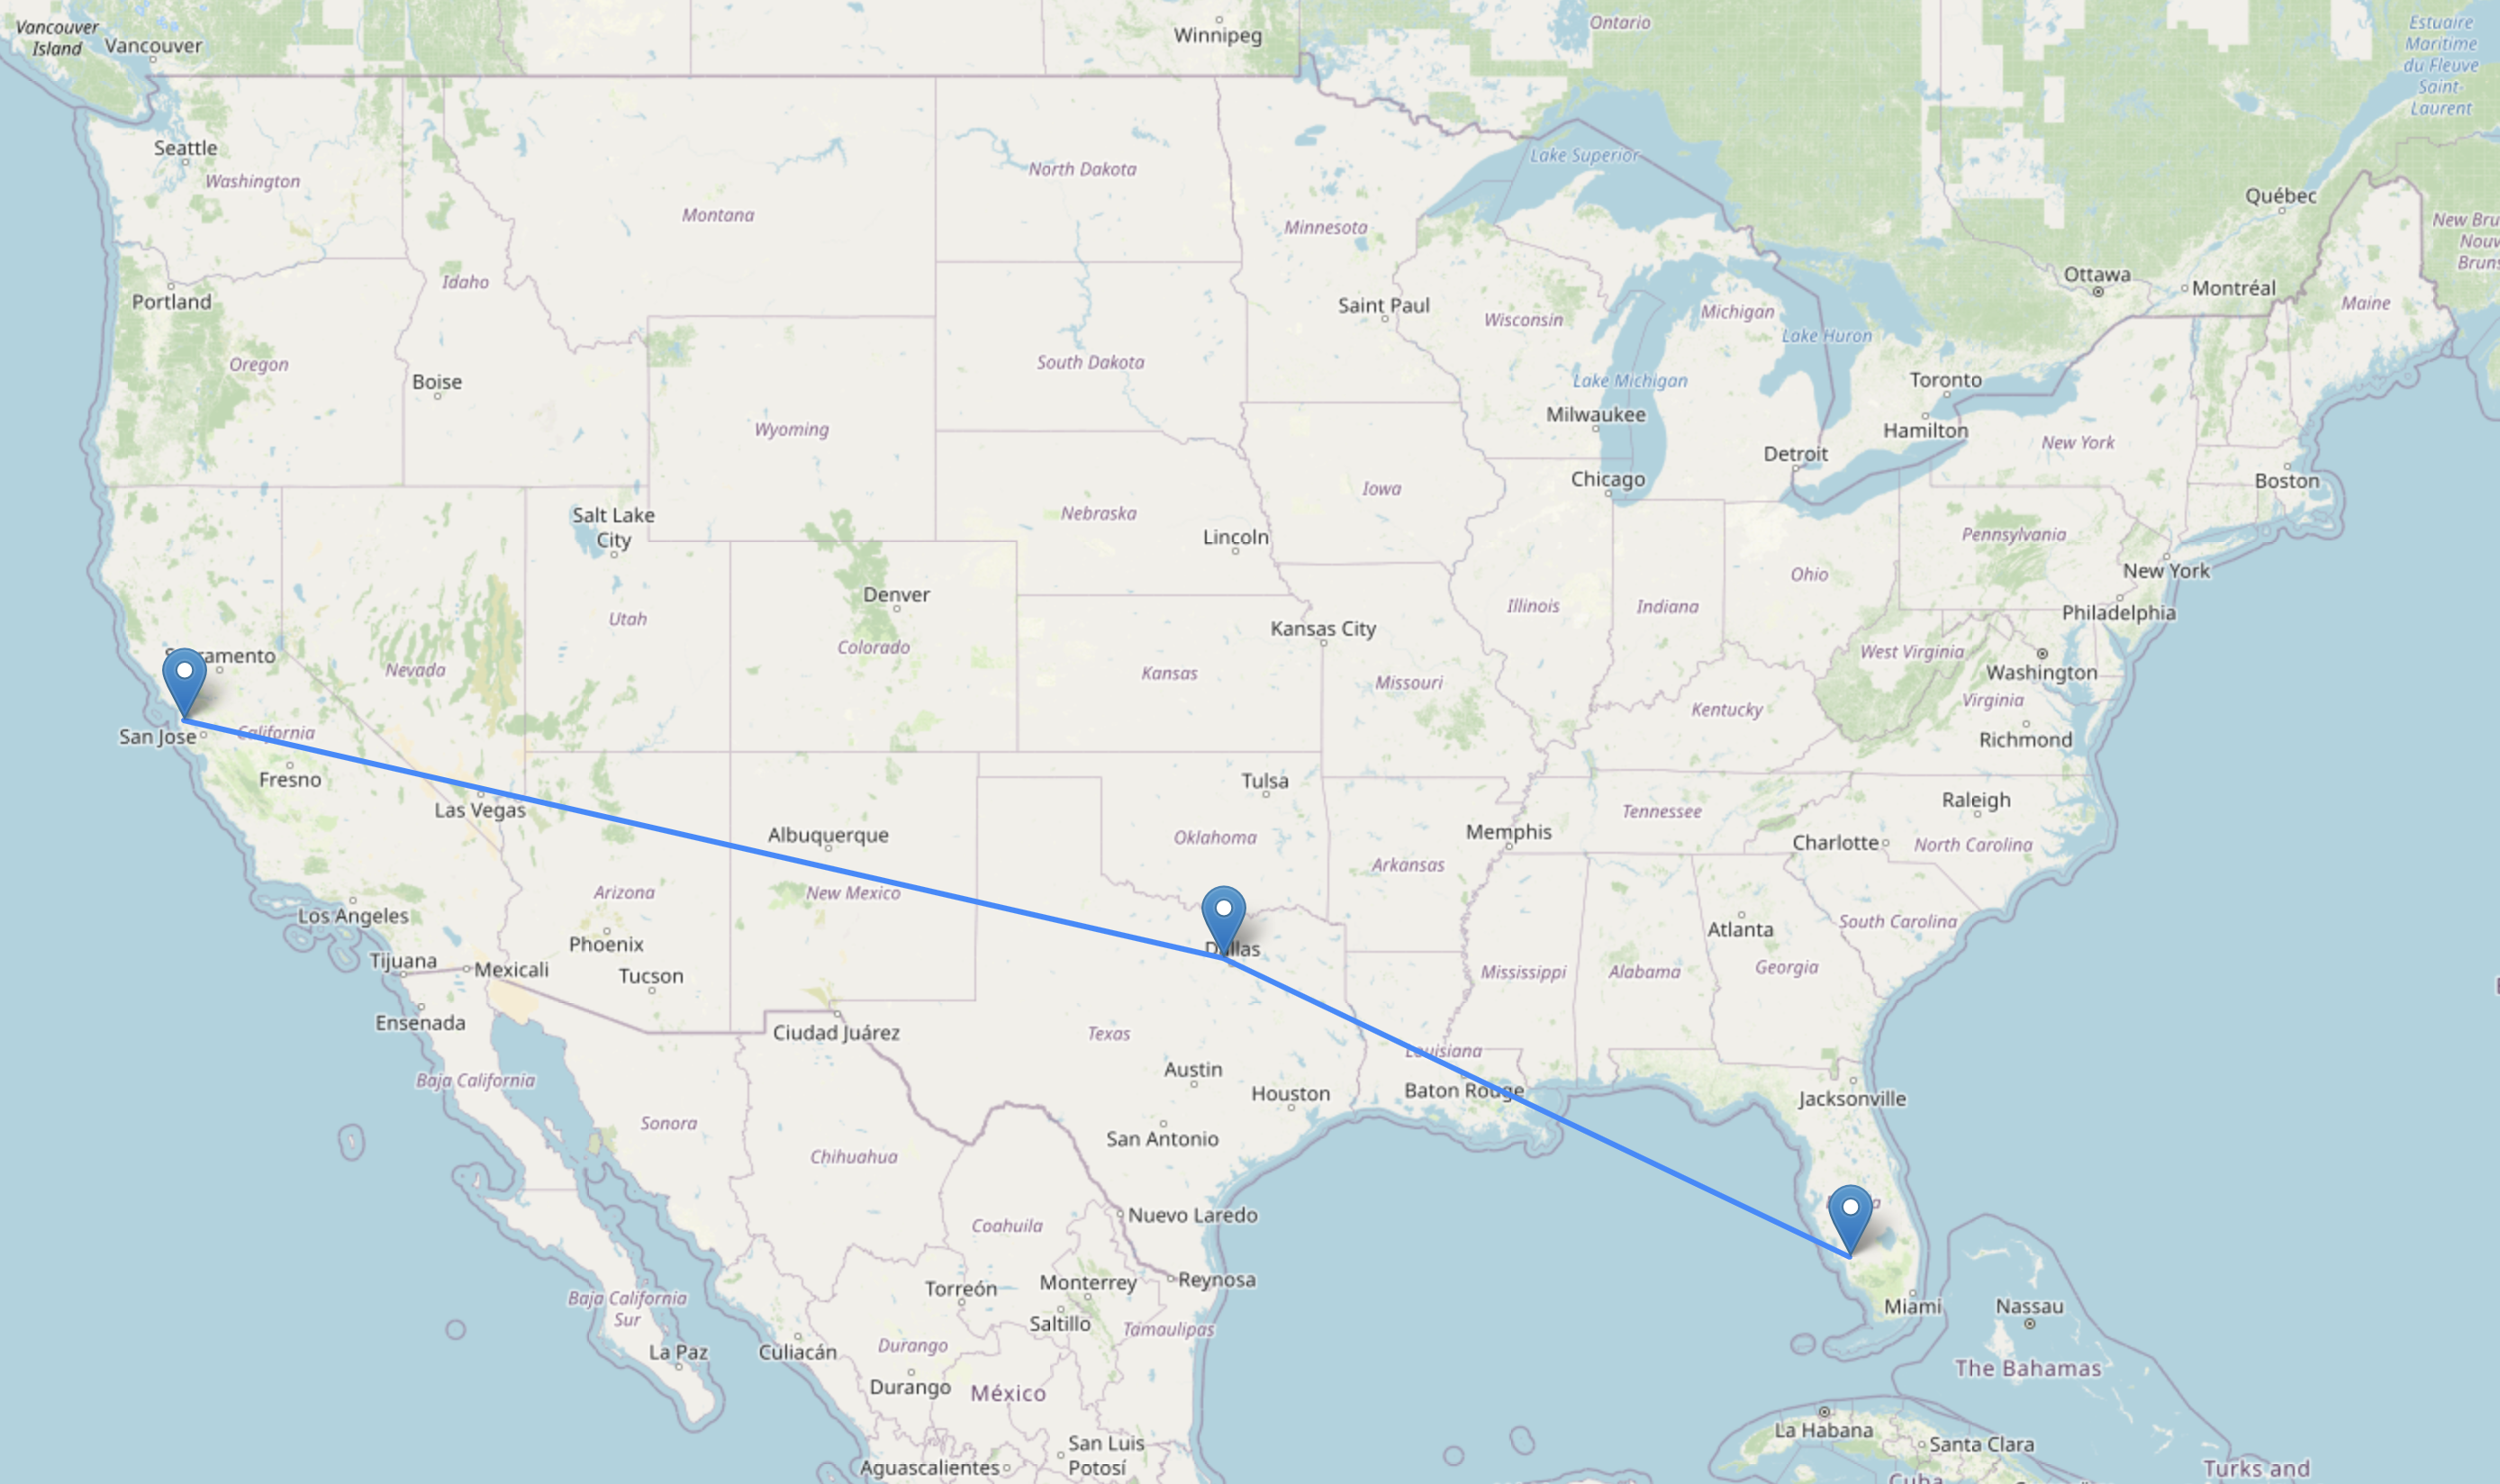 Vancouver
Island
Vancouver
Winnipeg
Ontario
Estuaire
Maritime
du Fleuve
Saint-
Laurent
Seattle
Washington
Montana
North Dakota
Minnesota
Lake Superior
Québec
New Bru
Nouv
Bruns
Portland
Oregon
Idaho
Boise
South Dakota
Saint Paul
Wisconsin
Michigan
Lake Huron
Lake Michigan
Ottawa
Montréal
Maine
Toronto
Hamilton
Milwaukee
Detroit
New York
Wyoming
Chicago
Boston
Iowa
Nebraska
Lincoln
Salt Lake
City
Pennsylvania
New York
Philadelphia
Ohio
Denver
Utah
Colorado
Illinois
Indiana
Kansas City
Sacramento
Nevada
Kansas
Missouri
West Virginia
Washington
Virginia
Kentucky
Richmond
San Jose
California
Fresno
Las Vegas
Tulsa
Tennessee
Raleigh
Albuquerque
Oklahoma
Memphis
Charlotte
North Carolina
Arkansas
Los Angeles
Arizona
New Mexico
Phoenix
Dallas
Atlanta
South Carolina
Tijuana
Mexicali
Tucson
Mississippi
Alabama
Georgia
Ensenada
Ciudad Juárez
Texas
Louisiana
Baja California
Austin
Houston
Baton Rouge
Jacksonville
Sonora
Chihuahua
San Antonio
Coahuila
Nuevo Laredo
Torreón
Monterrey
Reynosa
Baja California
Sur
Saltillo
Tamaulipas
Miami
Nassau
La Paz
Culiacán
Durango
Durango
México
The Bahamas
La Habana
Santa Clara
San Luis
Potosí
Aguascalientes
Cuba
Turks and